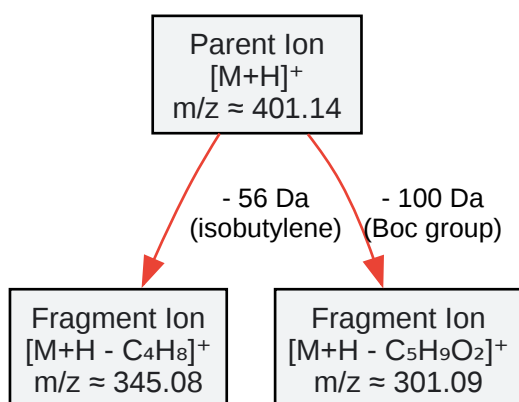 Parent Ion
[M+H]⁺
m/z ≈ 401.14
- 56 Da
(isobutylene)
- 100 Da
(Boc group)
Fragment Ion
[M+H - C₄H₈]⁺
m/z ≈ 345.08
Fragment Ion
[M+H - C₅H₉O₂]⁺
m/z ≈ 301.09